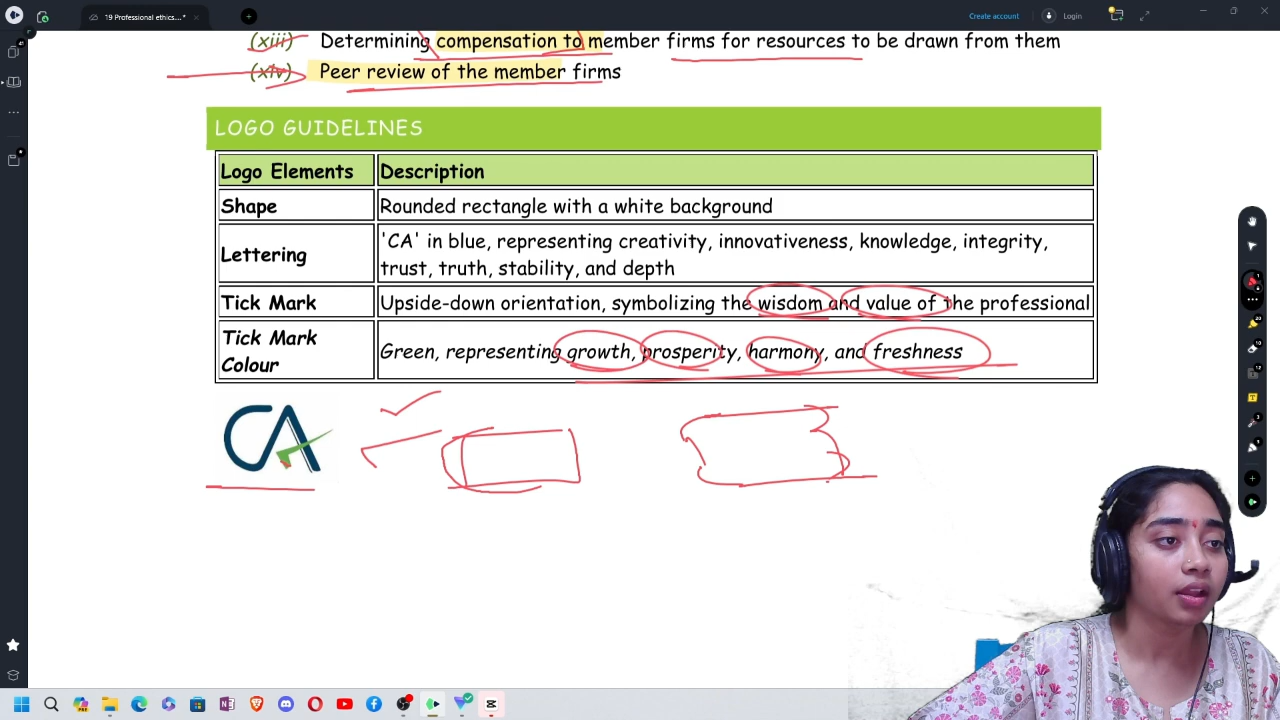 19 Professional ethics....*
Create account
Login
(xiii) Determining compensation to member firms for resources to be drawn from them
(xiv) Peer review of the member firms
LOGO GUIDELINES
Logo Elements Description
Shape Rounded rectangle with a white background
Lettering 'CA' in blue, representing creativity, innovativeness, knowledge, integrity,
trust, truth, stability, and depth
Tick Mark Upside-down orientation, symbolizing the wisdom and value of the professional
Tick Mark
Colour Green, representing growth, prosperity, harmony, and freshness
CA